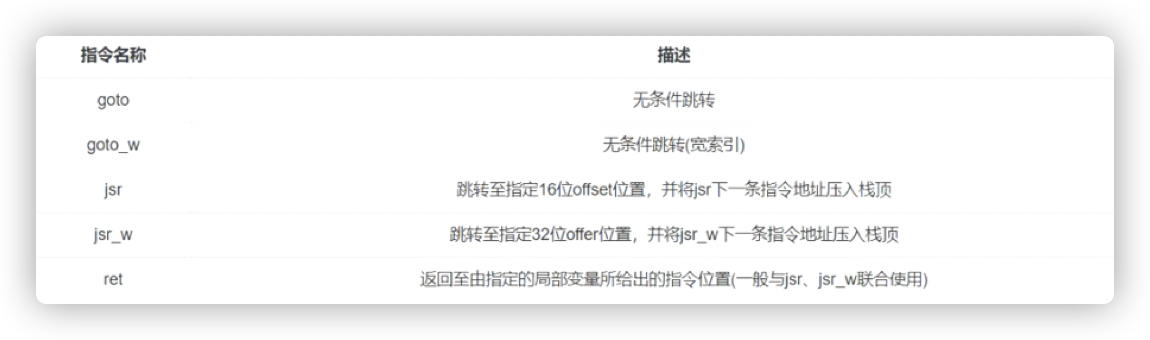 指令名称 描述
goto 无条件跳转
goto_w 无条件跳转(宽索引)
jsr 跳转至指定16位offset位置，并将jsr下一条指令地址压入栈顶
jsr_w 跳转至指定32位offer位置，并将jsr_w下一条指令地址压入栈顶
ret 返回至由指定的局部变量所给出的指令位置(一般与jsr、jsr_w联合使用)